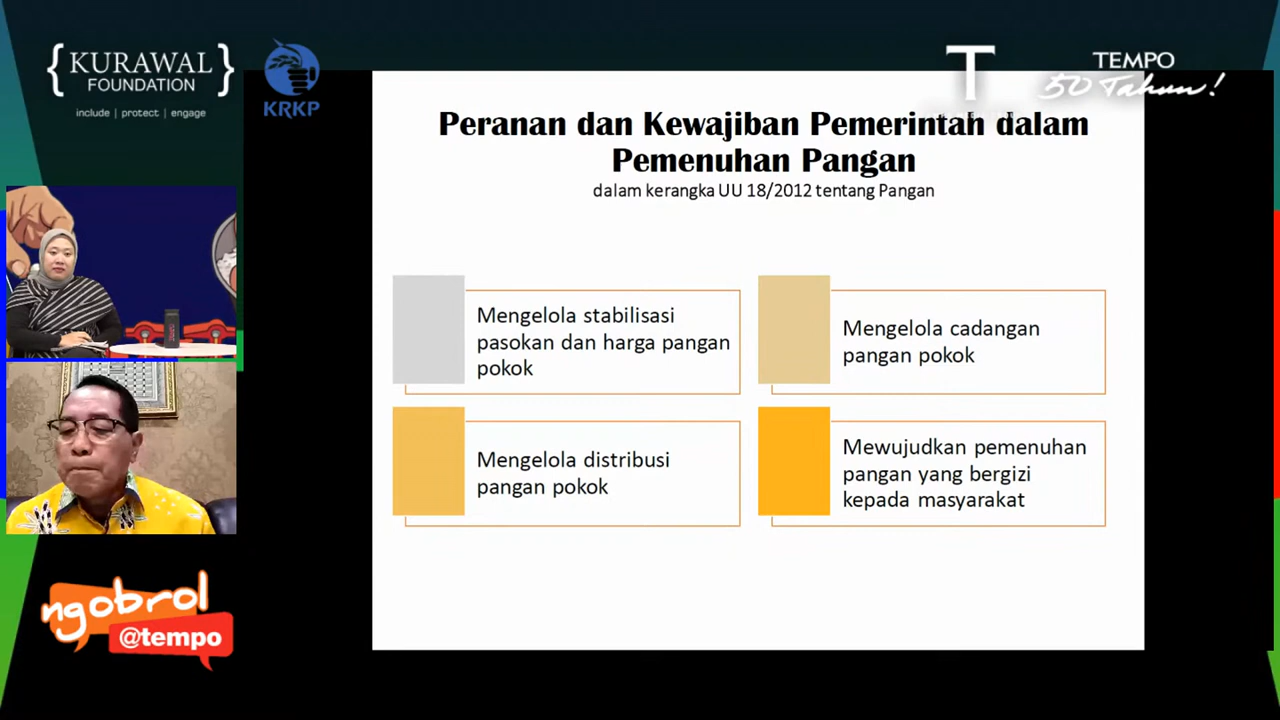 { KURAWAL }
FOUNDATION
include | protect | engage
KRKP
T
TEMPO
50 Tahun!
Peranan dan Kewajiban Pemerintah dalam
Pemenuhan Pangan
dalam kerangka UU 18/2012 tentang Pangan
Mengelola stabilisasi
pasokan dan harga pangan
pokok
Mengelola cadangan
pangan pokok
Mengelola distribusi
pangan pokok
Mewujudkan pemenuhan
pangan yang bergizi
kepada masyarakat
ngobrol
@tempo